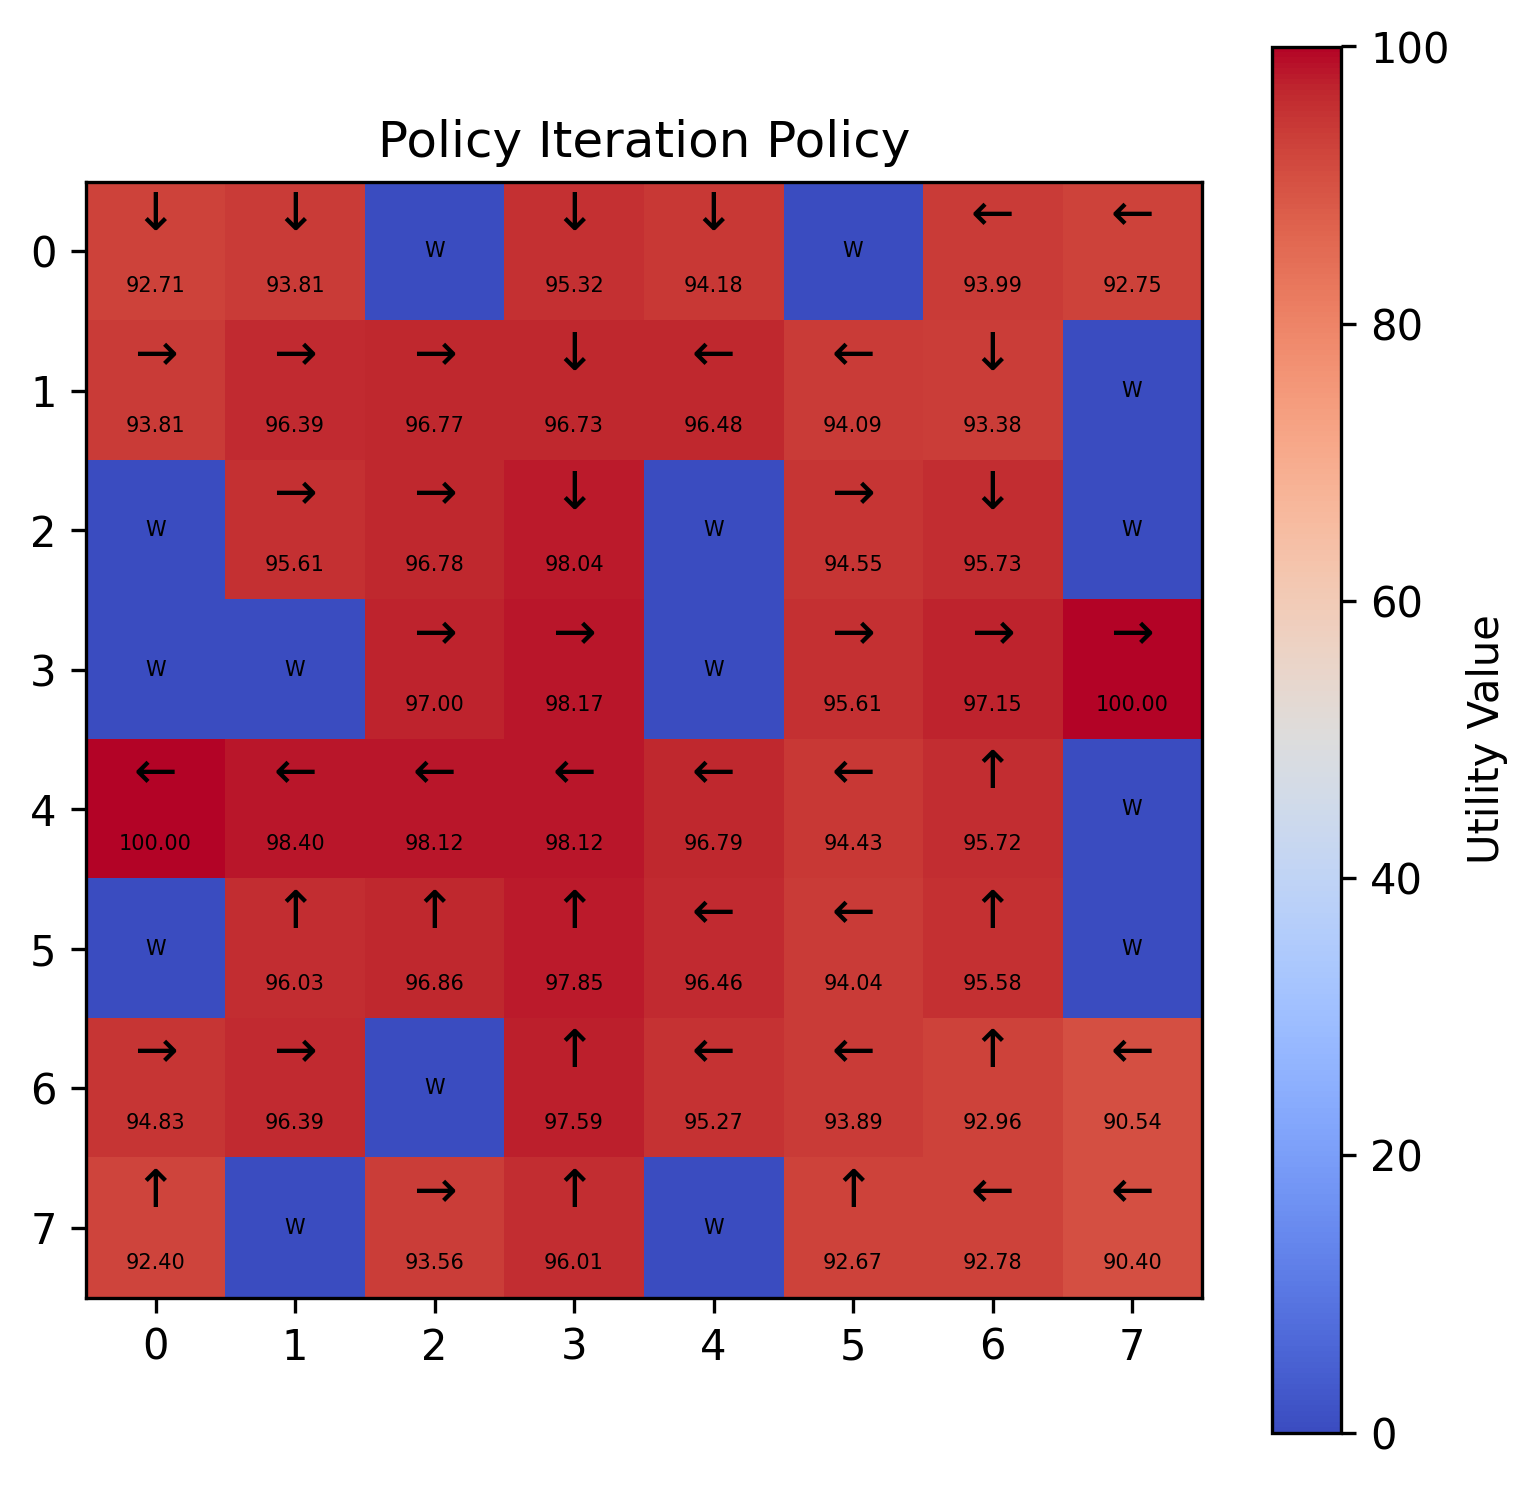 Policy Iteration Policy
0 ↓ ↓ W ↓ ↓ W ← ←
92.71 93.81 95.32 94.18 93.99 92.75
1 → → → ↓ ← ← ↓ W
93.81 96.39 96.77 96.73 96.48 94.09 93.38
2 W → → ↓ W → ↓ W
95.61 96.78 98.04 94.55 95.73
3 W W → → W → → →
97.00 98.17 95.61 97.15 100.00
4 ← ← ← ← ← ← ↑ W
100.00 98.40 98.12 98.12 96.79 94.43 95.72
5 W ↑ ↑ ↑ ← ← ↑ W
96.03 96.86 97.85 96.46 94.04 95.58
6 → → W ↑ ← ← ↑ ←
94.83 96.39 97.59 95.27 93.89 92.96 90.54
7 ↑ W → ↑ W ↑ ← ←
92.40 93.56 96.01 92.67 92.78 90.40
0 1 2 3 4 5 6 7
100
80
60
40
20
0
Utility Value